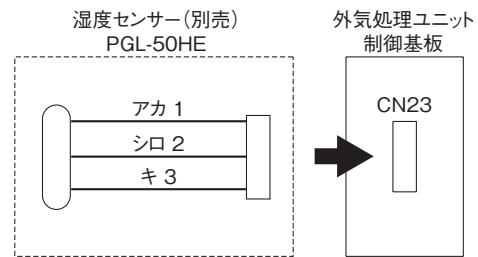 湿度センサー(別売)
PGL-50HE
外気処理ユニット
制御基板
アカ 1
シロ 2
キ 3
CN23